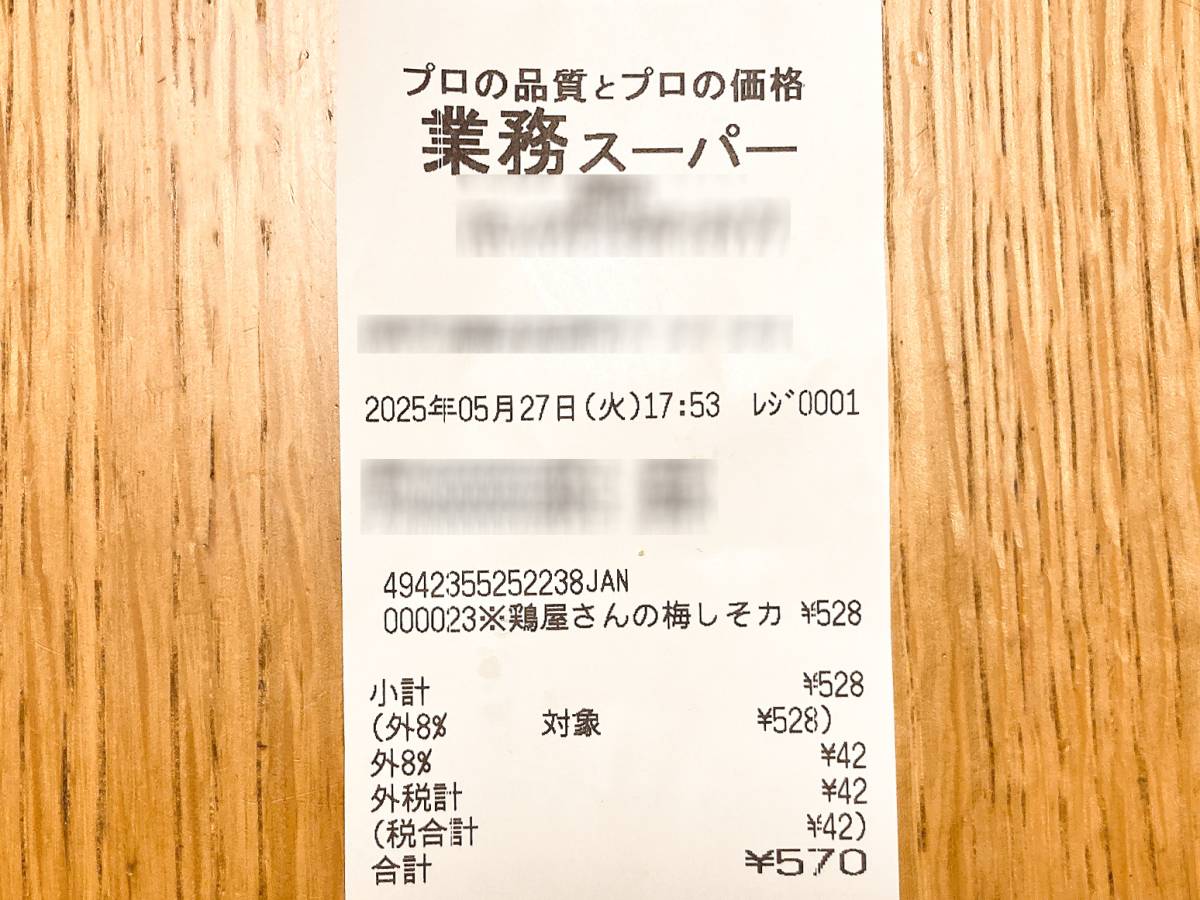 プロの品質とプロの価格
業務スーパー
2025年05月27日(火)17:53 ﾚｼﾞ0001
4942355252238JAN
000023※鶏屋さんの梅しそカ ¥528
小計 ¥528
(外8% 対象 ¥528)
外8% ¥42
外税計 ¥42
(税合計 ¥42)
合計 ¥570